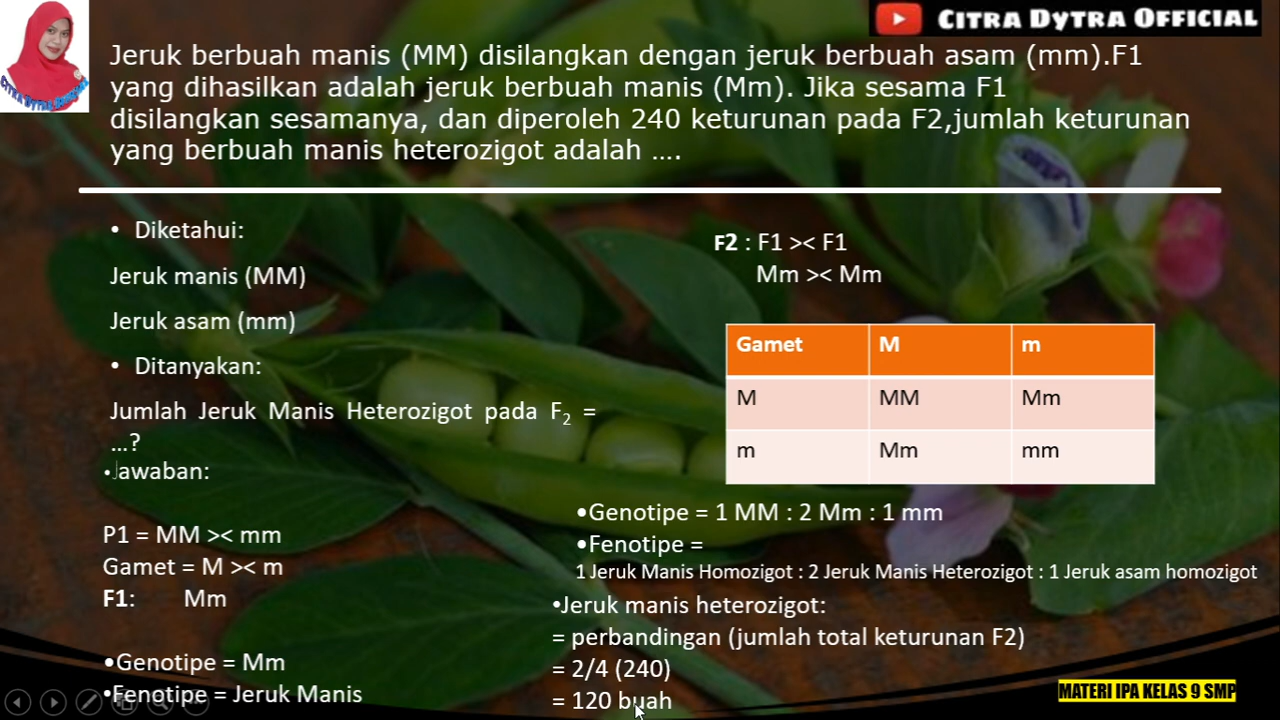 CITRA DYTRA OFFICIAL
Jeruk berbuah manis (MM) disilangkan dengan jeruk berbuah asam (mm).F1
yang dihasilkan adalah jeruk berbuah manis (Mm). Jika sesama F1
disilangkan sesamanya, dan diperoleh 240 keturunan pada F2,jumlah keturunan
yang berbuah manis heterozigot adalah ....
• Diketahui:
Jeruk manis (MM)
Jeruk asam (mm)
• Ditanyakan:
Jumlah Jeruk Manis Heterozigot pada F₂ =
...?
•Jawaban:
P1 = MM >< mm
Gamet = M >< m
F1: Mm
•Genotipe = Mm
•Fenotipe = Jeruk Manis
F2 : F1 >< F1
Mm >< Mm
Gamet M m
M MM Mm
m Mm mm
•Genotipe = 1 MM : 2 Mm : 1 mm
•Fenotipe =
1 Jeruk Manis Homozigot : 2 Jeruk Manis Heterozigot : 1 Jeruk asam homozigot
•Jeruk manis heterozigot:
= perbandingan (jumlah total keturunan F2)
= 2/4 (240)
= 120 buah
MATERI IPA KELAS 9 SMP